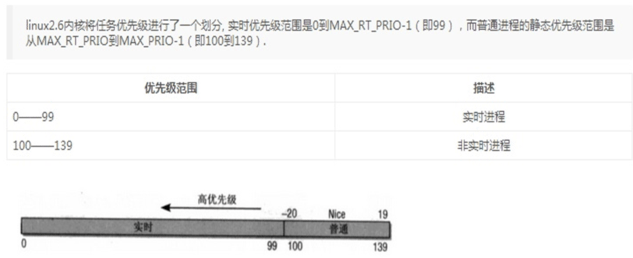 linux2.6内核将任务优先级进行了一个划分, 实时优先级范围是0到MAX_RT_PRIO-1（即99），而普通进程的静态优先级范围是
从MAX_RT_PRIO到MAX_PRIO-1（即100到139）.
优先级范围 描述
0——99 实时进程
100——139 非实时进程
高优先级
-20 Nice 19
实时 普通
0 99 100 139